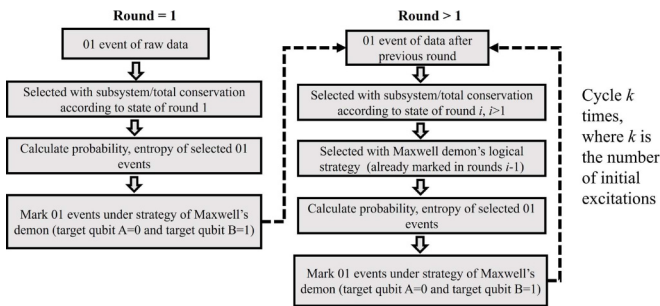 Round = 1
01 event of raw data
Selected with subsystem/total conservation
according to state of round 1
Calculate probability, entropy of selected 01
events
Mark 01 events under strategy of Maxwell's
demon (target qubit A=0 and target qubit B=1)
Round > 1
01 event of data after
previous round
Selected with subsystem/total conservation
according to state of round i, i>1
Selected with Maxwell demon's logical
strategy (already marked in rounds i-1)
Calculate probability, entropy of selected 01
events
Mark 01 events under strategy of Maxwell's
demon (target qubit A=0 and target qubit B=1)
Cycle k
times,
where k is
the number
of initial
excitations